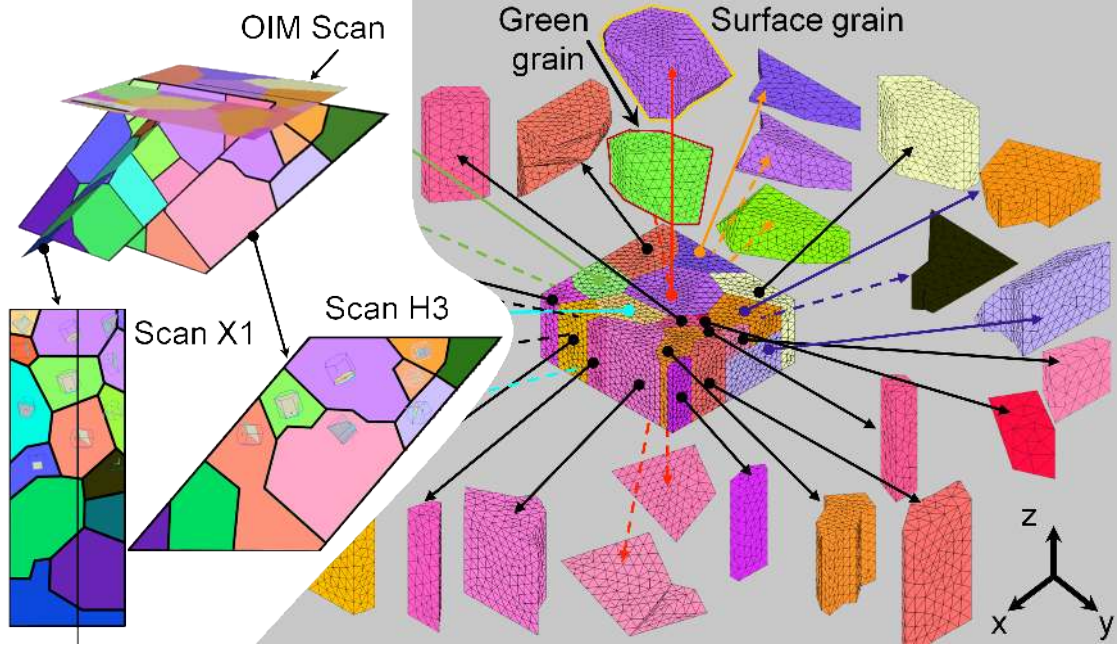 OIM Scan
Green
grain
Surface grain
Scan X1
Scan H3
z
x
y